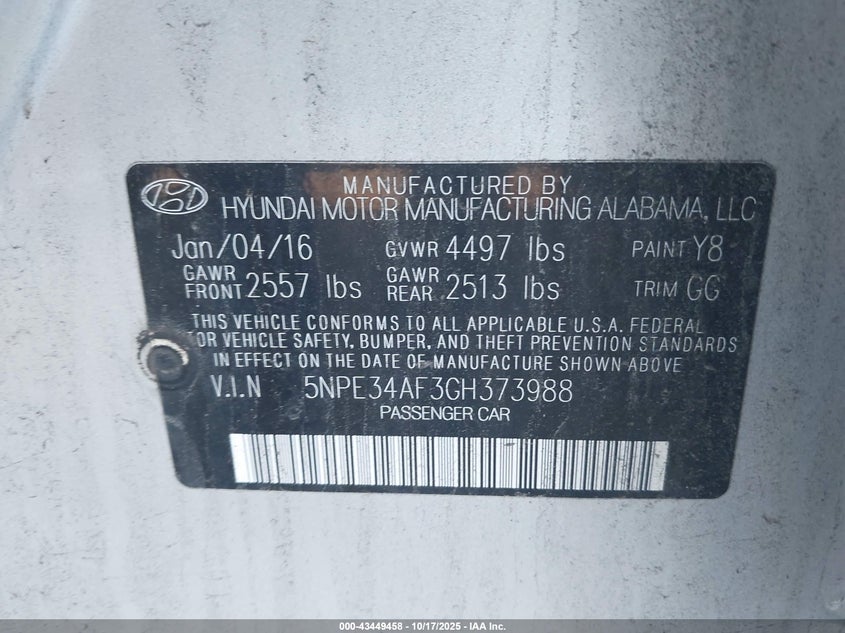 MANUFACTURED BY
HYUNDAI MOTOR MANUFACTURING ALABAMA, LLC
Jan/04/16 GVWR 4497 lbs PAINT Y8
GAWR FRONT 2557 lbs GAWR REAR 2513 lbs TRIM GG
THIS VEHICLE CONFORMS TO ALL APPLICABLE U.S.A. FEDERAL
OR VEHICLE SAFETY, BUMPER, AND THEFT PREVENTION STANDARDS
IN EFFECT ON THE DATE OF MANUFACTURE SHOWN ABOVE
V.I.N 5NPE34AF3GH373988
PASSENGER CAR
000-43449458 - 10/17/2025 - IAA Inc.